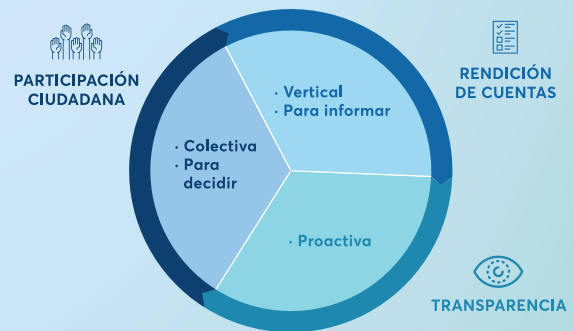 PARTICIPACIÓN
CIUDADANA
· Colectiva
· Para
decidir
RENDICIÓN
DE CUENTAS
· Vertical
· Para informar
TRANSPARENCIA
· Proactiva